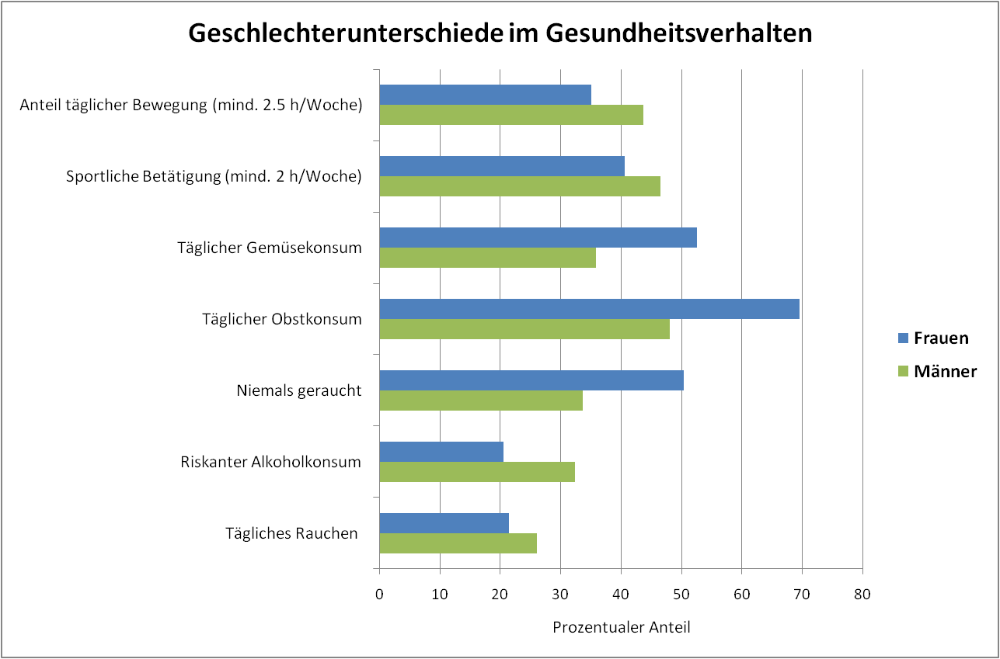 Geschlechterunterschiede im Gesundheitsverhalten
Anteil täglicher Bewegung (mind. 2.5 h/Woche)
Sportliche Betätigung (mind. 2 h/Woche)
Täglicher Gemüsekonsum
Täglicher Obstkonsum
Niemals geraucht
Riskanter Alkoholkonsum
Tägliches Rauchen
0 10 20 30 40 50 60 70 80
Prozentualer Anteil
Frauen
Männer